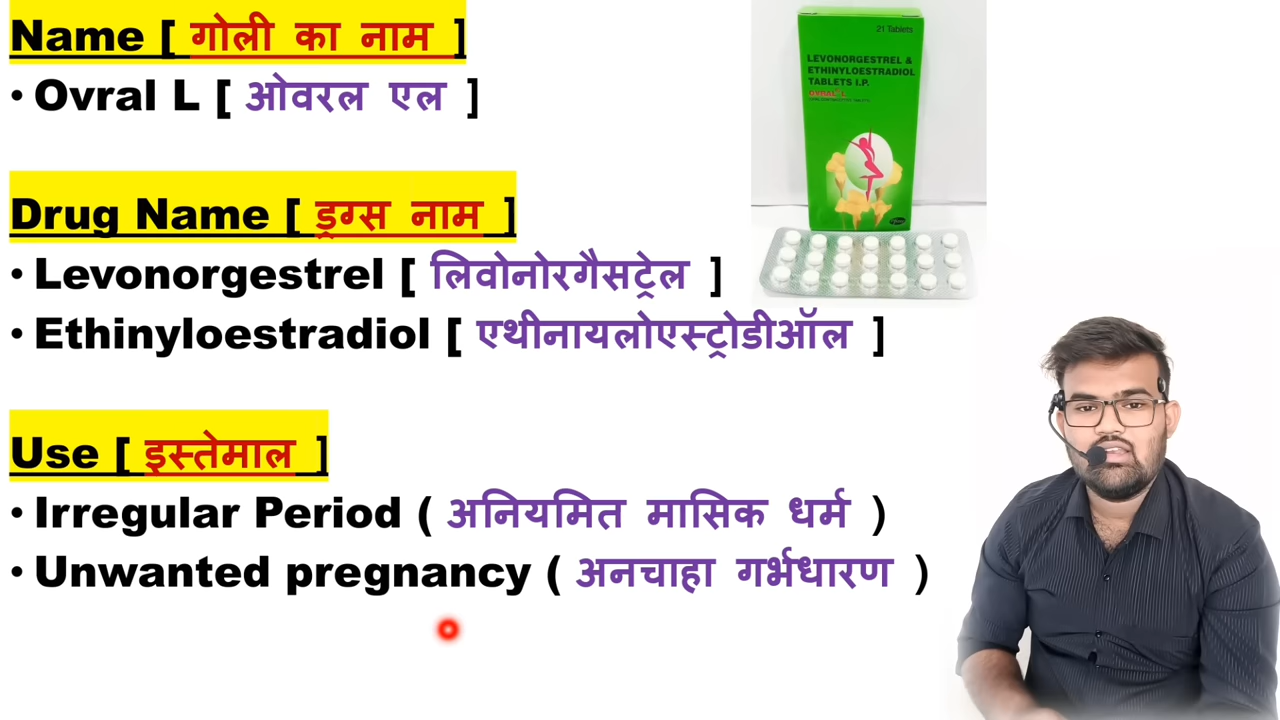 Name [ गोली का नाम ]
• Ovral L [ ओवरल एल ]
Drug Name [ ड्रग्स नाम ]
• Levonorgestrel [ लिवोनोरगैसट्रेल ]
• Ethinyloestradiol [ एथीनायलोएस्ट्रोडीऑल ]
Use [ इस्तेमाल ]
• Irregular Period ( अनियमित मासिक धर्म )
• Unwanted pregnancy ( अनचाहा गर्भधारण )
21 Tablets
LEVONORGESTREL &
ETHINYLOESTRADIOL
TABLETS I.P.